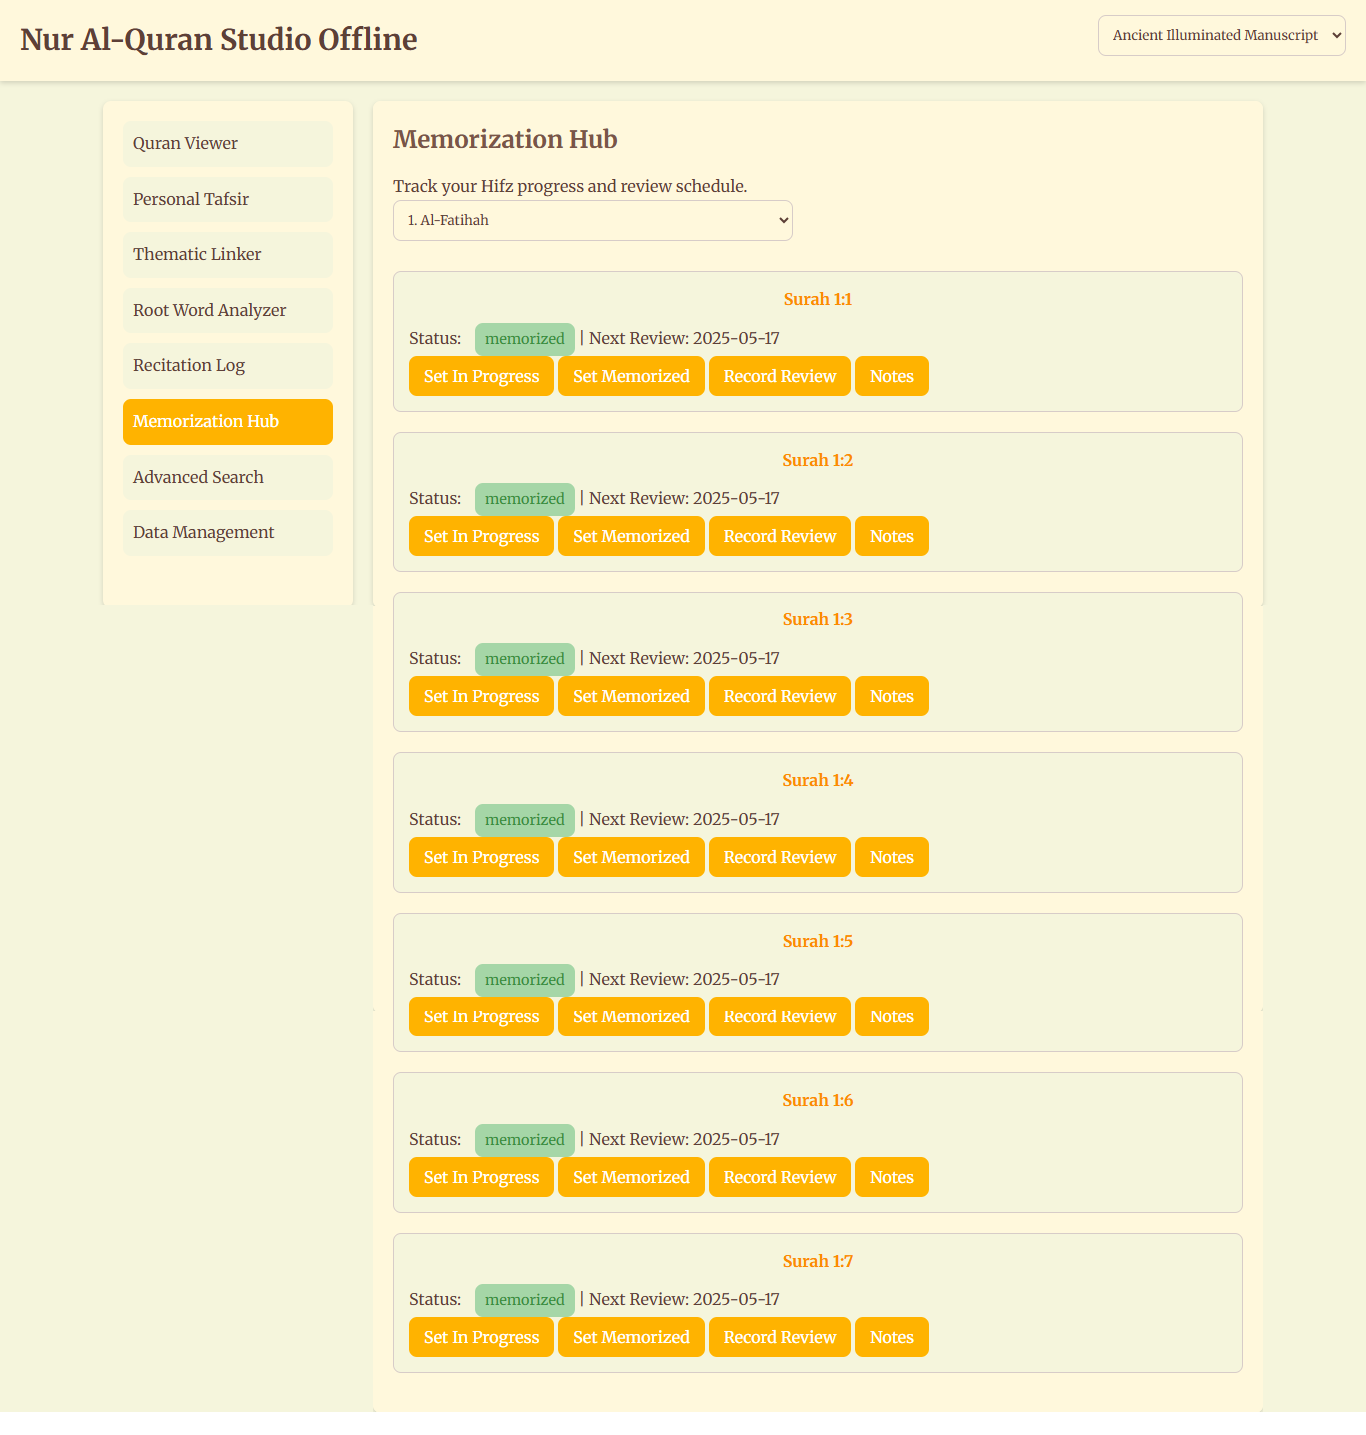 Nur Al-Quran Studio Offline
Ancient Illuminated Manuscript
Quran Viewer
Personal Tafsir
Thematic Linker
Root Word Analyzer
Recitation Log
Memorization Hub
Advanced Search
Data Management
Memorization Hub
Track your Hifz progress and review schedule.
1. Al-Fatihah
Surah 1:1
Status: memorized | Next Review: 2025-05-17
Set In Progress Set Memorized Record Review Notes
Surah 1:2
Status: memorized | Next Review: 2025-05-17
Set In Progress Set Memorized Record Review Notes
Surah 1:3
Status: memorized | Next Review: 2025-05-17
Set In Progress Set Memorized Record Review Notes
Surah 1:4
Status: memorized | Next Review: 2025-05-17
Set In Progress Set Memorized Record Review Notes
Surah 1:5
Status: memorized | Next Review: 2025-05-17
Set In Progress Set Memorized Record Review Notes
Surah 1:6
Status: memorized | Next Review: 2025-05-17
Set In Progress Set Memorized Record Review Notes
Surah 1:7
Status: memorized | Next Review: 2025-05-17
Set In Progress Set Memorized Record Review Notes